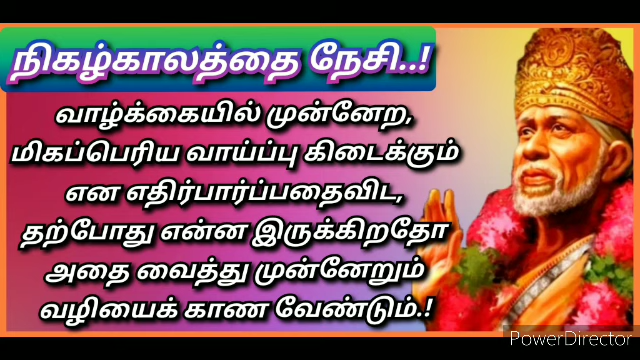 நிகழ்காலத்தை நேசி..!
வாழ்க்கையில் முன்னேற,
மிகப்பெரிய வாய்ப்பு கிடைக்கும்
என எதிர்பார்ப்பதைவிட,
தற்போது என்ன இருக்கிறதோ
அதை வைத்து முன்னேறும்
வழியைக் காண வேண்டும்.!
PowerDirector